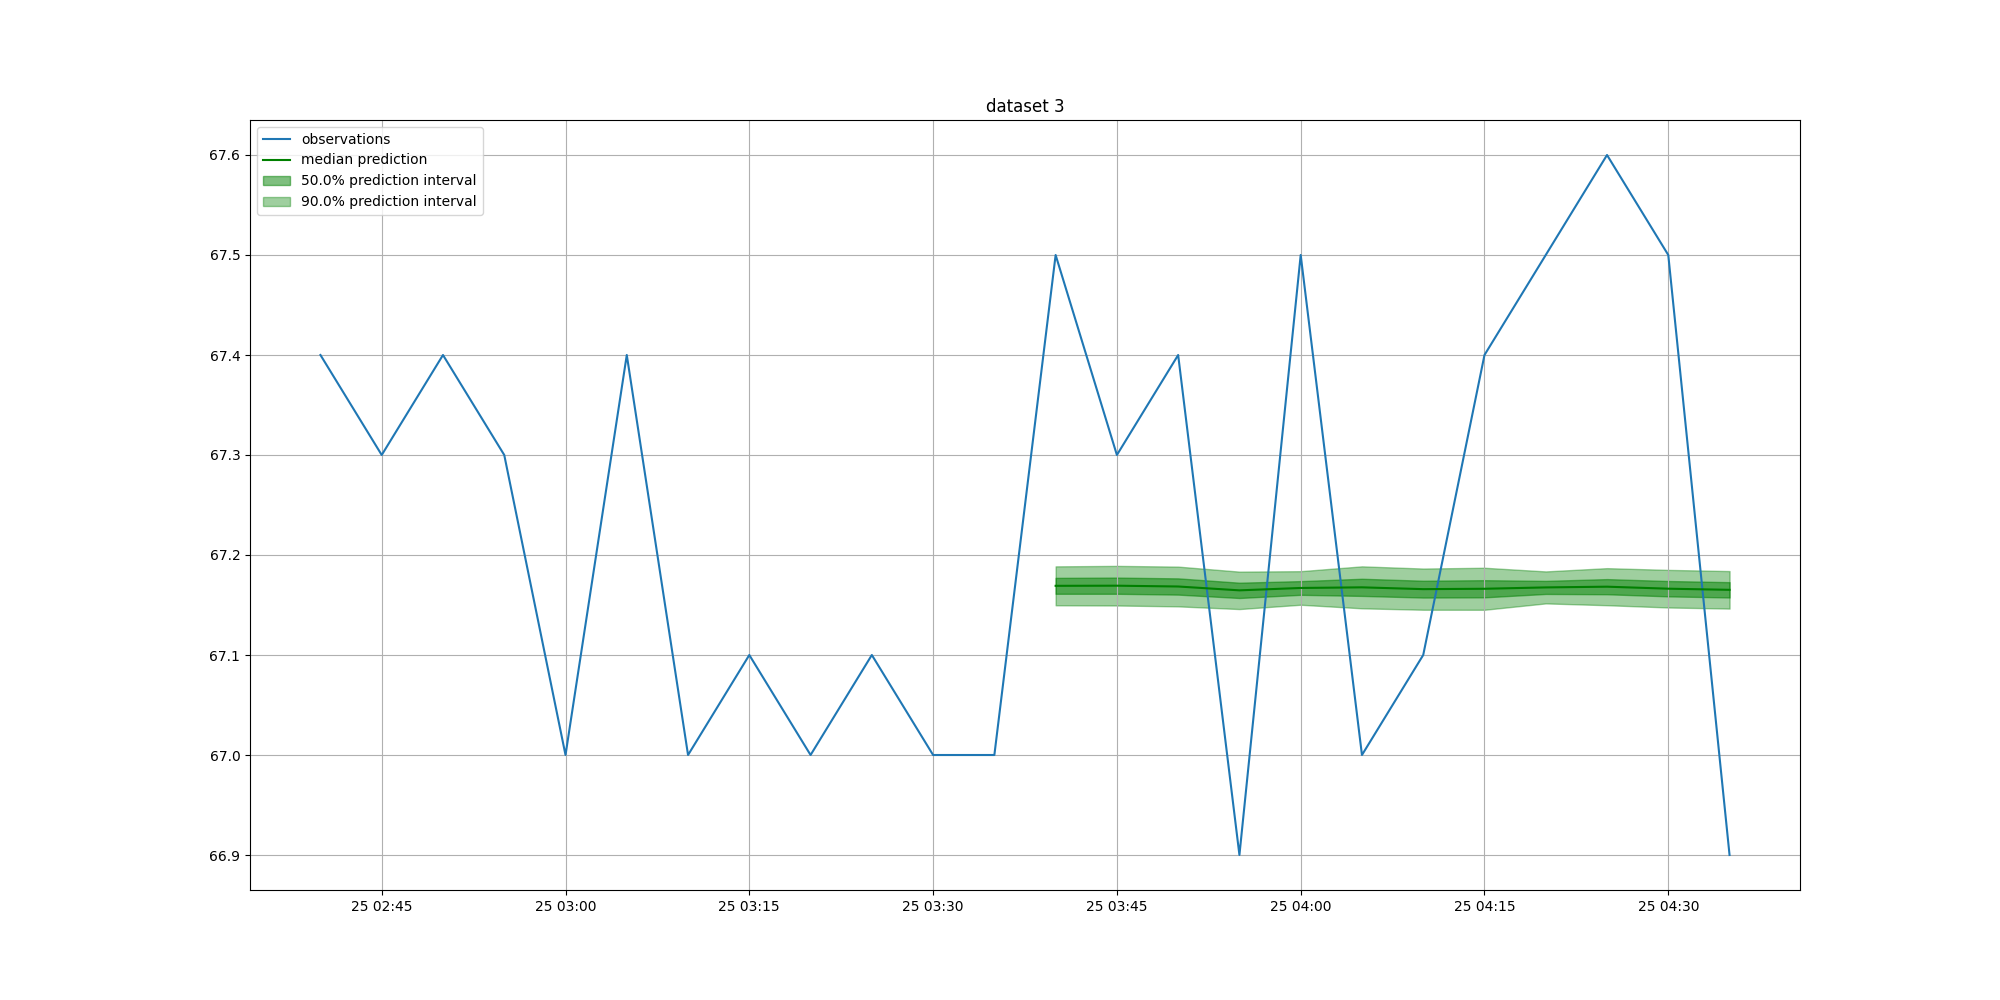 dataset 3
observations
median prediction
50.0% prediction interval
90.0% prediction interval
67.6
67.5
67.4
67.3
67.2
67.1
67.0
66.9
25 02:45 25 03:00 25 03:15 25 03:30 25 03:45 25 04:00 25 04:15 25 04:30